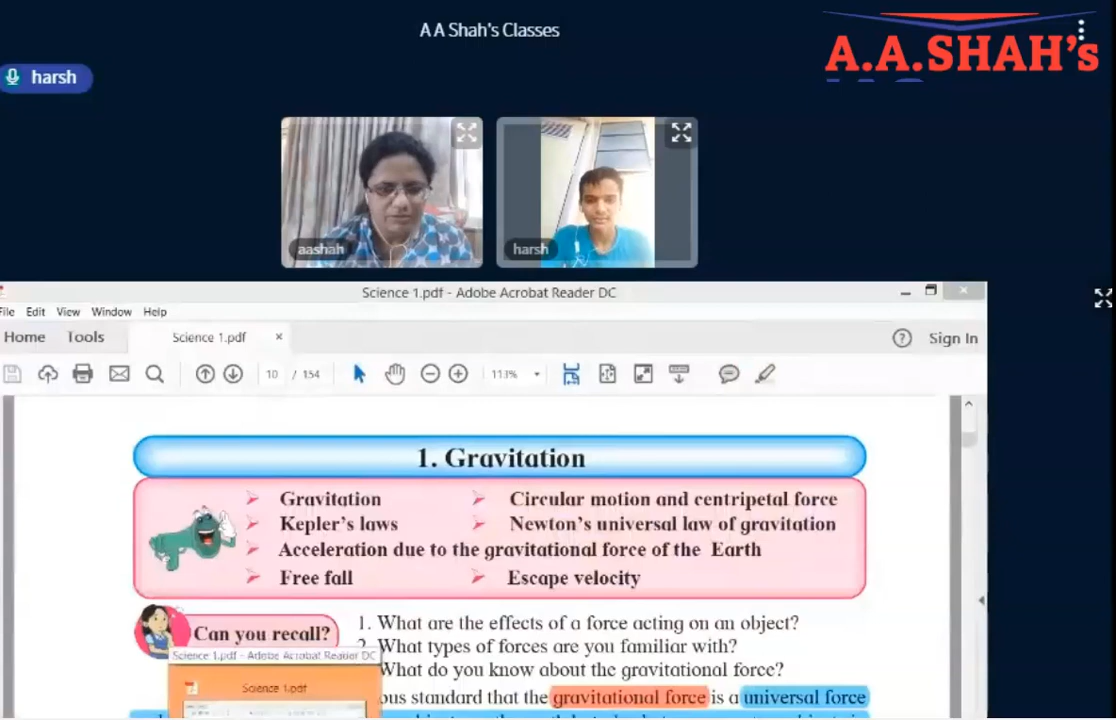 A A Shah's Classes
A.A.SHAH's
harsh
aashah
harsh
Science 1.pdf - Adobe Acrobat Reader DC
File Edit View Window Help
Home Tools Science 1.pdf × Sign In
10 / 154 113%
1. Gravitation
Gravitation Circular motion and centripetal force
Kepler's laws Newton's universal law of gravitation
Acceleration due to the gravitational force of the Earth
Free fall Escape velocity
Can you recall?
1. What are the effects of a force acting on an object?
2. What types of forces are you familiar with?
What do you know about the gravitational force?
Science 1.pdf - Adobe Acrobat Reader DC
Science 1.pdf
standard that the gravitational force is a universal force